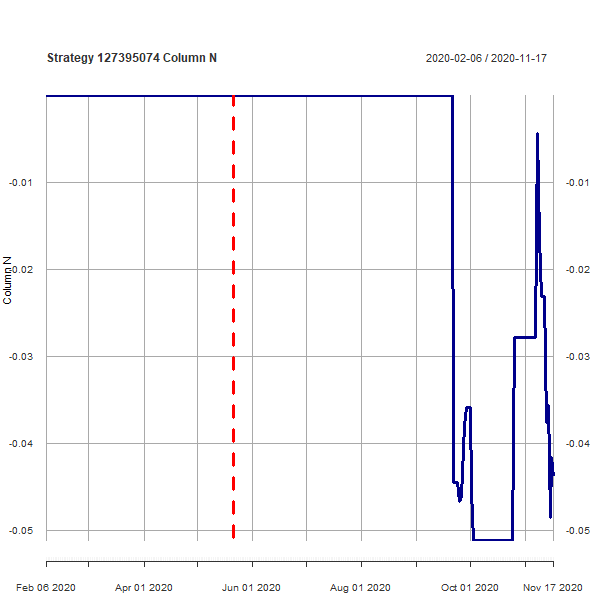 Strategy 127395074 Column N
2020-02-06 / 2020-11-17
-0.01
-0.01
-0.02
-0.02
Column N
-0.03
-0.03
-0.04
-0.04
-0.05
-0.05
Feb 06 2020
Apr 01 2020
Jun 01 2020
Aug 01 2020
Oct 01 2020
Nov 17 2020